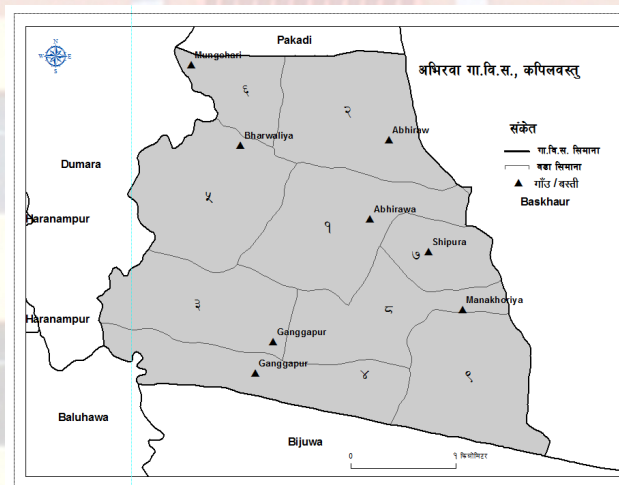 Pakadi
N
W E
S
Mungohari
अभिरवा गा.वि.स., कपिलवस्तु
६
२
संकेत
Abhiraw
Bharwaliya
गा.वि.स. सिमाना
वडा सिमाना
गाँउ / बस्ती
Dumara
५
Baskhaur
Haranampur
Abhirawa
१
७
Shipura
३
८
Manakhoriya
Haranampur
Ganggapur
Ganggapur
४
९
Baluhawa
Bijuwa
0 १ किलोमिटर